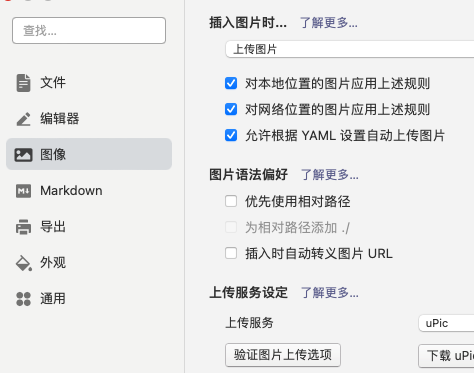 查找...
文件
编辑器
图像
Markdown
导出
外观
通用
插入图片时... 了解更多...
上传图片
对本地位置的图片应用上述规则
对网络位置的图片应用上述规则
允许根据 YAML 设置自动上传图片
图片语法偏好 了解更多...
优先使用相对路径
为相对路径添加 ./
插入时自动转义图片 URL
上传服务设定 了解更多...
上传服务 uPic
验证图片上传选项 下载 uPic